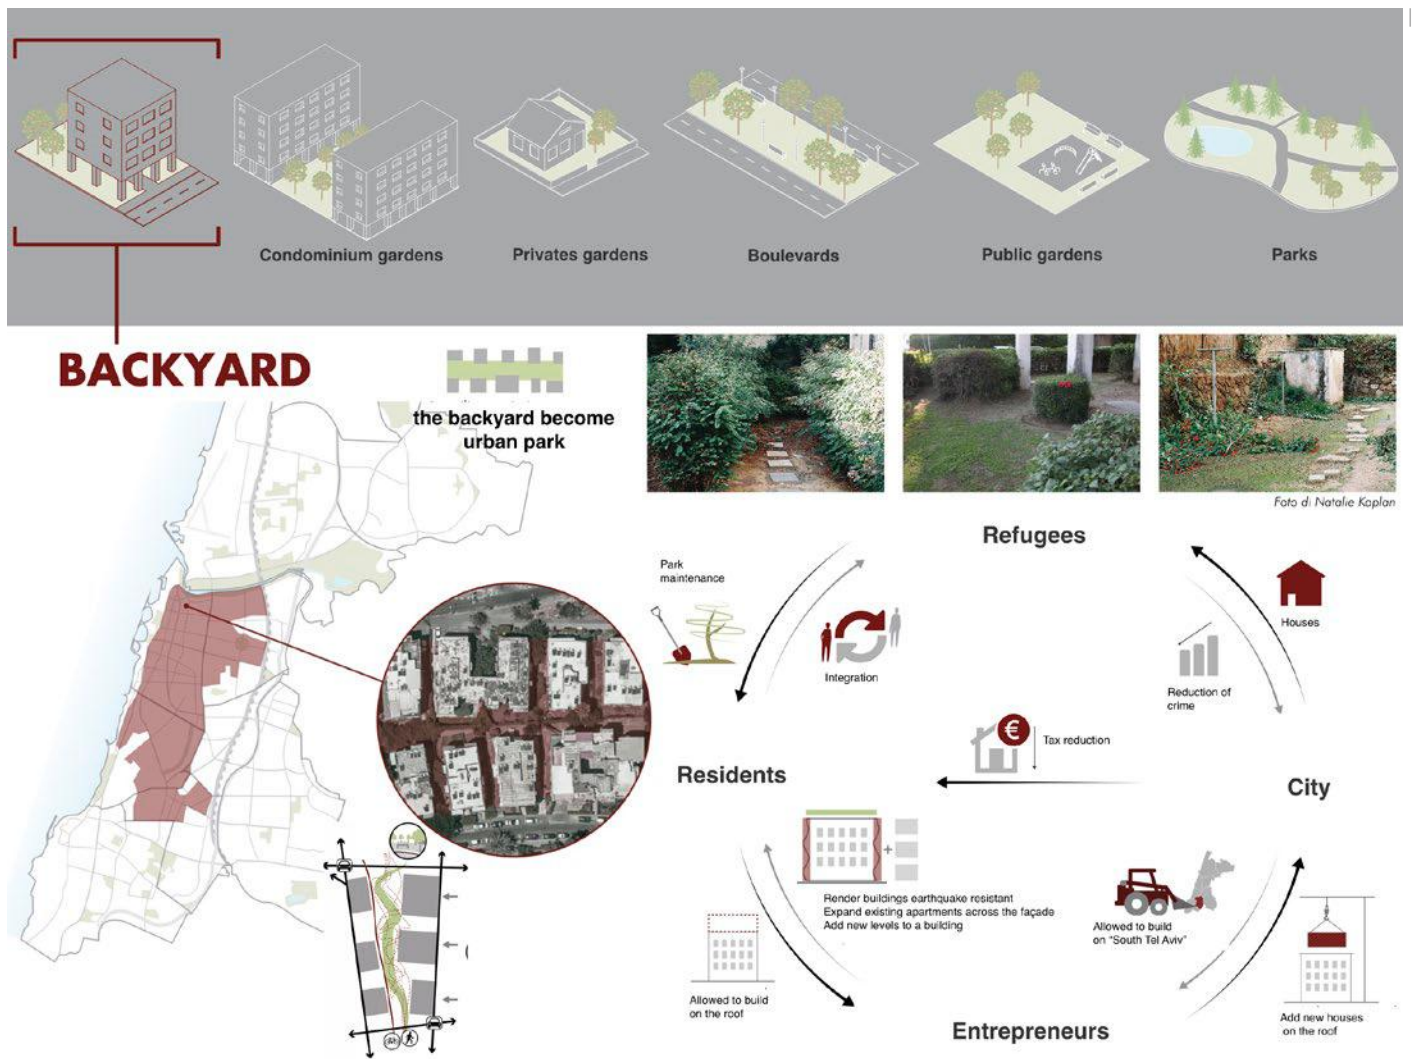 Condominium gardens
Privates gardens
Boulevards
Public gardens
Parks
BACKYARD
the backyard become
urban park
Foto di Natalie Kaplan
Refugees
Park
maintenance
Integration
Houses
Reduction of
crime
€
Tax reduction
Residents
City
Render buildings earthquake resistant
Expand existing apartments across the façade
Add new levels to a building
+
Allowed to build
on "South Tel Aviv"
Allowed to build
on the roof
Add new houses
on the roof
Entrepreneurs